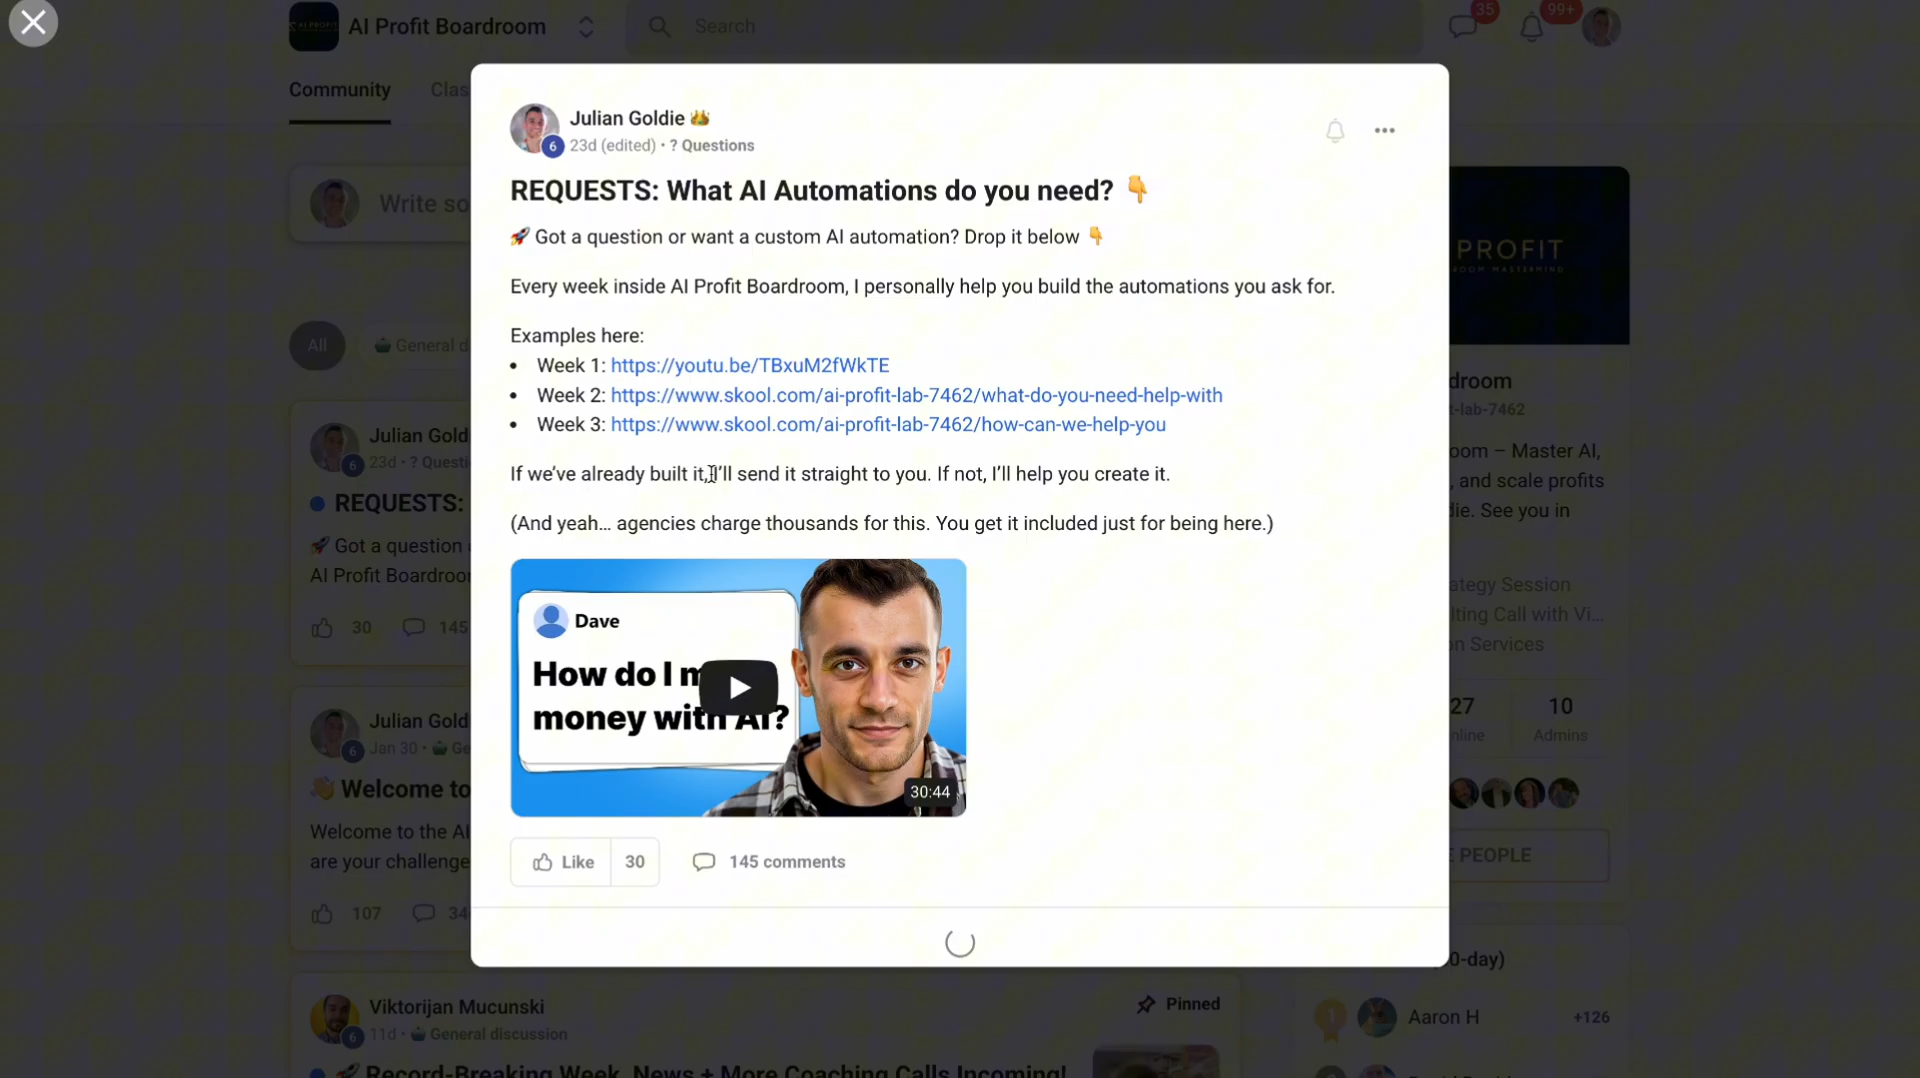 AI Profit Boardroom
Search
35
99+
Community
Clas
Write so
All
General d
Julian Goldie
6
23d (edited) • ? Questions
REQUESTS: What AI Automations do you need? 👇
🚀 Got a question or want a custom AI automation? Drop it below 👇
Every week inside AI Profit Boardroom, I personally help you build the automations you ask for.
Examples here:
• Week 1: https://youtu.be/TBxuM2fWkTE
• Week 2: https://www.skool.com/ai-profit-lab-7462/what-do-you-need-help-with
• Week 3: https://www.skool.com/ai-profit-lab-7462/how-can-we-help-you
If we’ve already built it, I’ll send it straight to you. If not, I’ll help you create it.
(And yeah… agencies charge thousands for this. You get it included just for being here.)
Dave
How do I m
money with AI?
30:44
Like
30
145 comments
Julian Gold
6
23d • ? Questi
REQUESTS:
🚀 Got a question
AI Profit Boardroor
30
145
Julian Gold
6
Jan 30 • Ge
👋 Welcome to
Welcome to the AI
are your challenge
107
34
Viktorijan Mucunski
6
11d • General discussion
Pinned
🚀 Record-Breaking Week, News + More Coaching Calls Incoming!
PROFIT
ROOM MASTERMIND
droom
t-lab-7462
oom – Master AI,
, and scale profits
die. See you in
ategy Session
lting Call with Vi...
n Services
27
nline
10
Admins
E PEOPLE
0-day)
1
Aaron H
+126